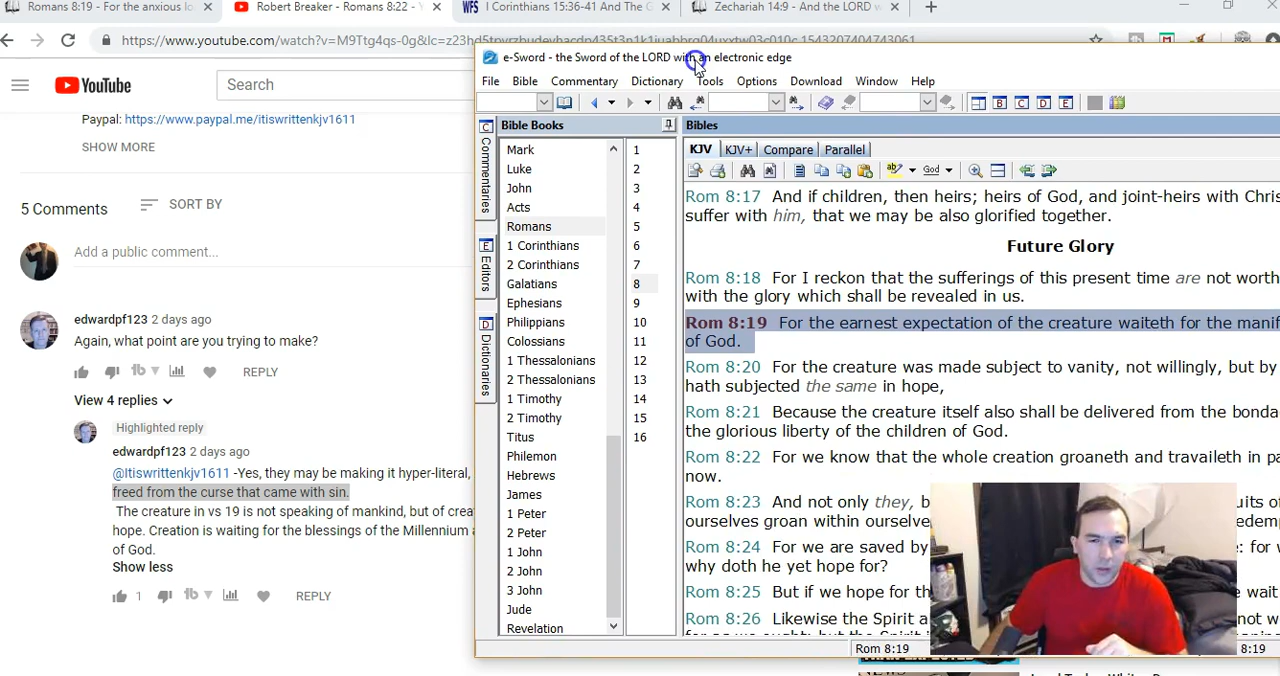 Romans 8:19 - For the anxious lo
Robert Breaker - Romans 8:22 - Y
WFS I Corinthians 15:36-41 And The G
Zechariah 14:9 - And the LORD w
https://www.youtube.com/watch?v=M9Ttg4qs-0g&lc=
YouTube
Search
Paypal: https://www.paypal.me/itiswrittenkjv1611
SHOW MORE
5 Comments
SORT BY
Add a public comment...
edwardpf123 2 days ago
Again, what point are you trying to make?
1b
REPLY
View 4 replies
Highlighted reply
edwardpf123 2 days ago
@Itiswrittenkjv1611 -Yes, they may be making it hyper-literal,
freed from the curse that came with sin.
The creature in vs 19 is not speaking of mankind, but of crea
hope. Creation is waiting for the blessings of the Millennium a
of God.
Show less
1
1b
REPLY
e-Sword - the Sword of the LORD with an electronic edge
File Bible Commentary Dictionary Tools Options Download Window Help
B C D E
C Commentaries
E Editors
D Dictionaries
Bible Books
Mark 1
Luke 2
John 3
Acts 4
Romans 5
1 Corinthians 6
2 Corinthians 7
Galatians 8
Ephesians 9
Philippians 10
Colossians 11
1 Thessalonians 12
2 Thessalonians 13
1 Timothy 14
2 Timothy 15
Titus 16
Philemon
Hebrews
James
1 Peter
2 Peter
1 John
2 John
3 John
Jude
Revelation
Bibles
KJV KJV+ Compare Parallel
ab God
Rom 8:17 And if children, then heirs; heirs of God, and joint-heirs with Chris
suffer with him, that we may be also glorified together.
Future Glory
Rom 8:18 For I reckon that the sufferings of this present time are not worth
with the glory which shall be revealed in us.
Rom 8:19 For the earnest expectation of the creature waiteth for the manif
of God.
Rom 8:20 For the creature was made subject to vanity, not willingly, but by
hath subjected the same in hope,
Rom 8:21 Because the creature itself also shall be delivered from the bonda
the glorious liberty of the children of God.
Rom 8:22 For we know that the whole creation groaneth and travaileth in pa
now.
Rom 8:23 And not only they, b uits of
ourselves groan within ourselve edemp
Rom 8:24 For we are saved by e: for w
why doth he yet hope for?
Rom 8:25 But if we hope for th e wait
Rom 8:26 Likewise the Spirit a not w
Rom 8:19 8:19